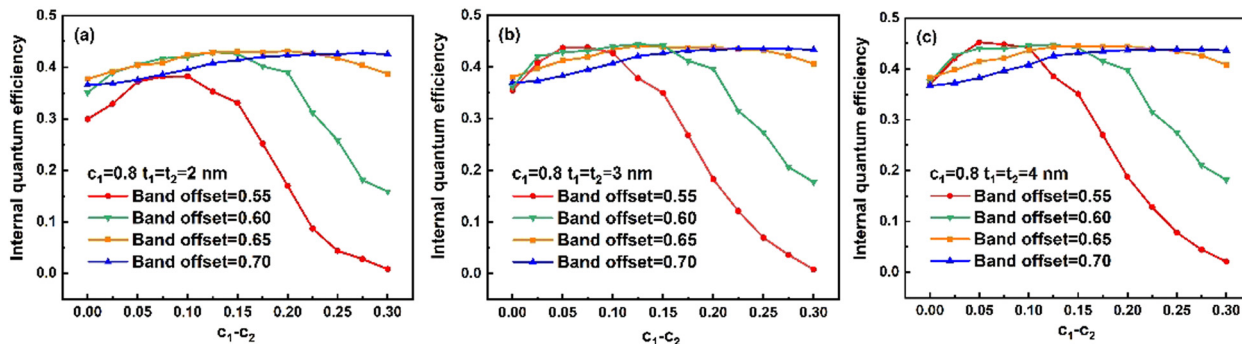 (a)
Internal quantum efficiency
0.5
0.4
0.3
0.2
0.1
0.0
c₁=0.8 t₁=t₂=2 nm
Band offset=0.55
Band offset=0.60
Band offset=0.65
Band offset=0.70
0.00 0.05 0.10 0.15 0.20 0.25 0.30
c₁-c₂
(b)
Internal quantum efficiency
0.5
0.4
0.3
0.2
0.1
0.0
c₁=0.8 t₁=t₂=3 nm
Band offset=0.55
Band offset=0.60
Band offset=0.65
Band offset=0.70
0.00 0.05 0.10 0.15 0.20 0.25 0.30
c₁-c₂
(c)
Internal quantum efficiency
0.5
0.4
0.3
0.2
0.1
0.0
c₁=0.8 t₁=t₂=4 nm
Band offset=0.55
Band offset=0.60
Band offset=0.65
Band offset=0.70
0.00 0.05 0.10 0.15 0.20 0.25 0.30
c₁-c₂